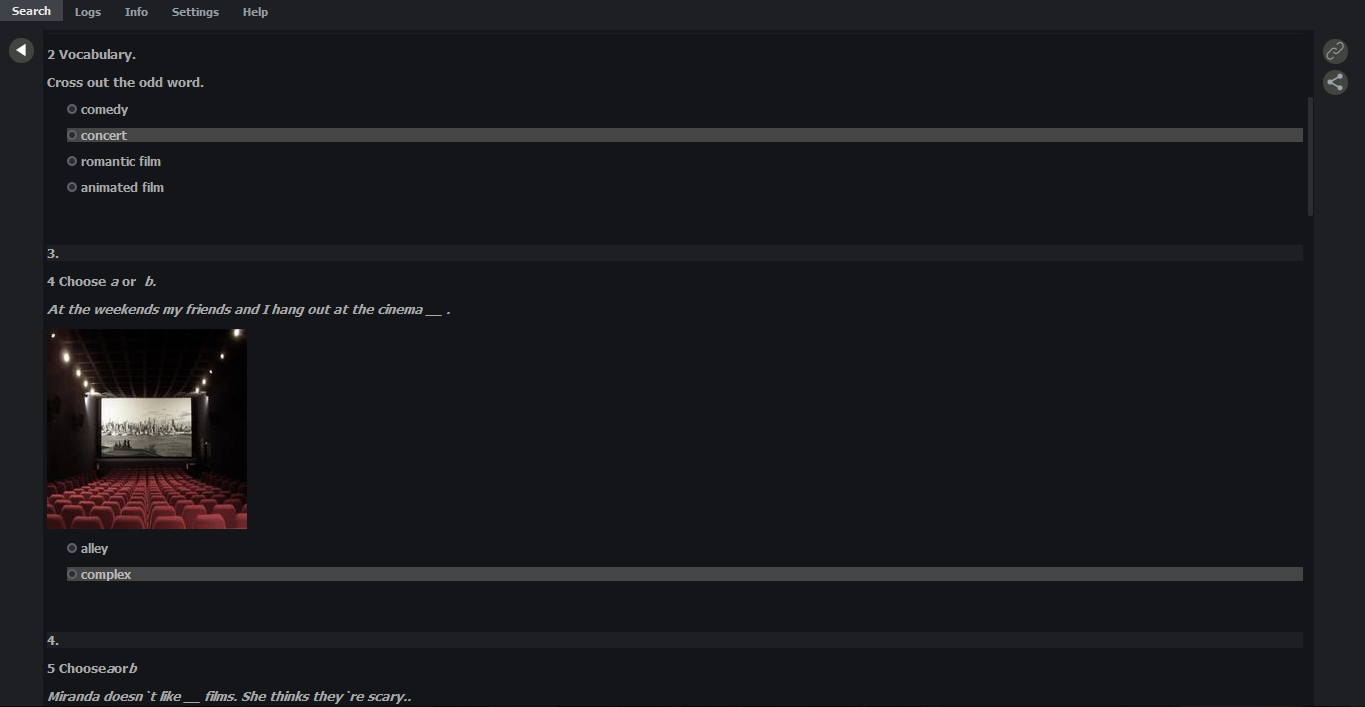 Search Logs Info Settings Help
2 Vocabulary.
Cross out the odd word.
comedy
concert
romantic film
animated film
3.
4 Choose a or b.
At the weekends my friends and I hang out at the cinema __ .
alley
complex
4.
5 Chooseaorb
Miranda doesn`t like __ films. She thinks they`re scary..